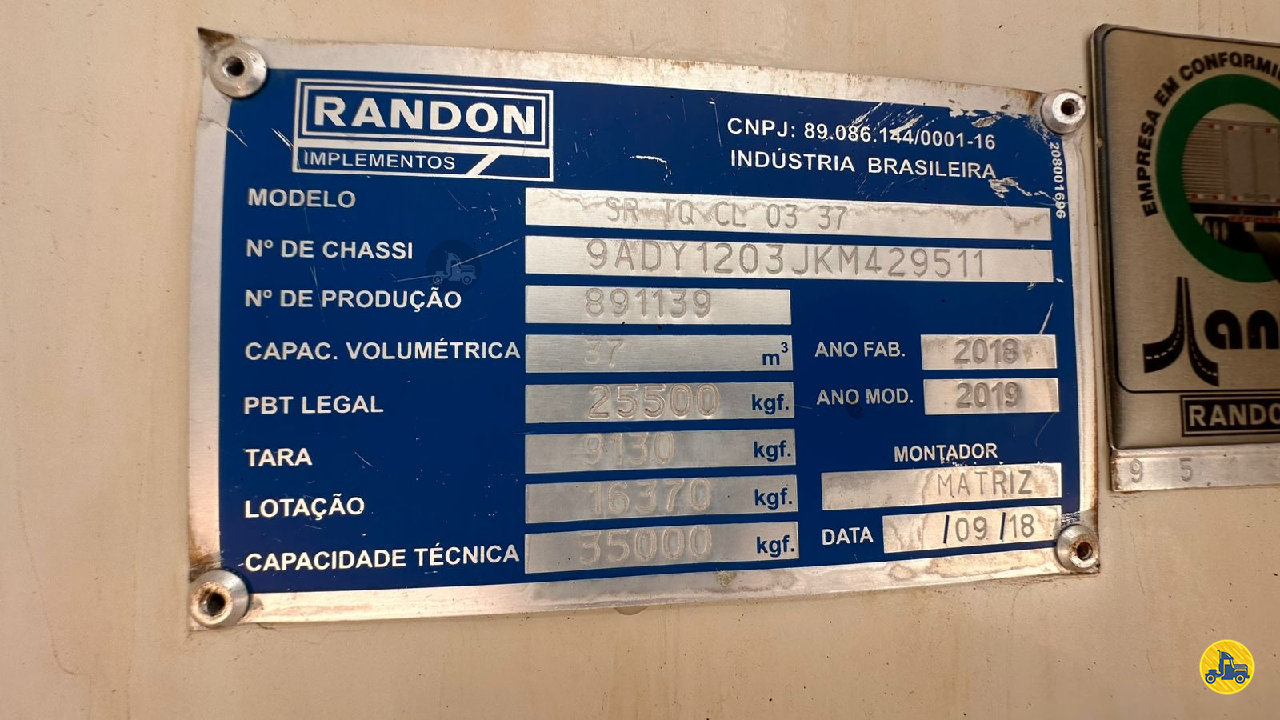 RANDON
IMPLEMENTOS
CNPJ: 89.086.144/0001-16
INDÚSTRIA BRASILEIRA
MODELO SR TQ CL 03 37
Nº DE CHASSI 9ADY1203JKM429511
Nº DE PRODUÇÃO 891139
CAPAC. VOLUMÉTRICA 37 m³
ANO FAB. 2018
PBT LEGAL 25500 kgf.
ANO MOD. 2019
TARA 9130 kgf.
MONTADOR
MATRIZ
LOTAÇÃO 16370 kgf.
CAPACIDADE TÉCNICA 35000 kgf.
DATA /09/18
EMPRESA EM CONFORMI
an
RANDO
9 5